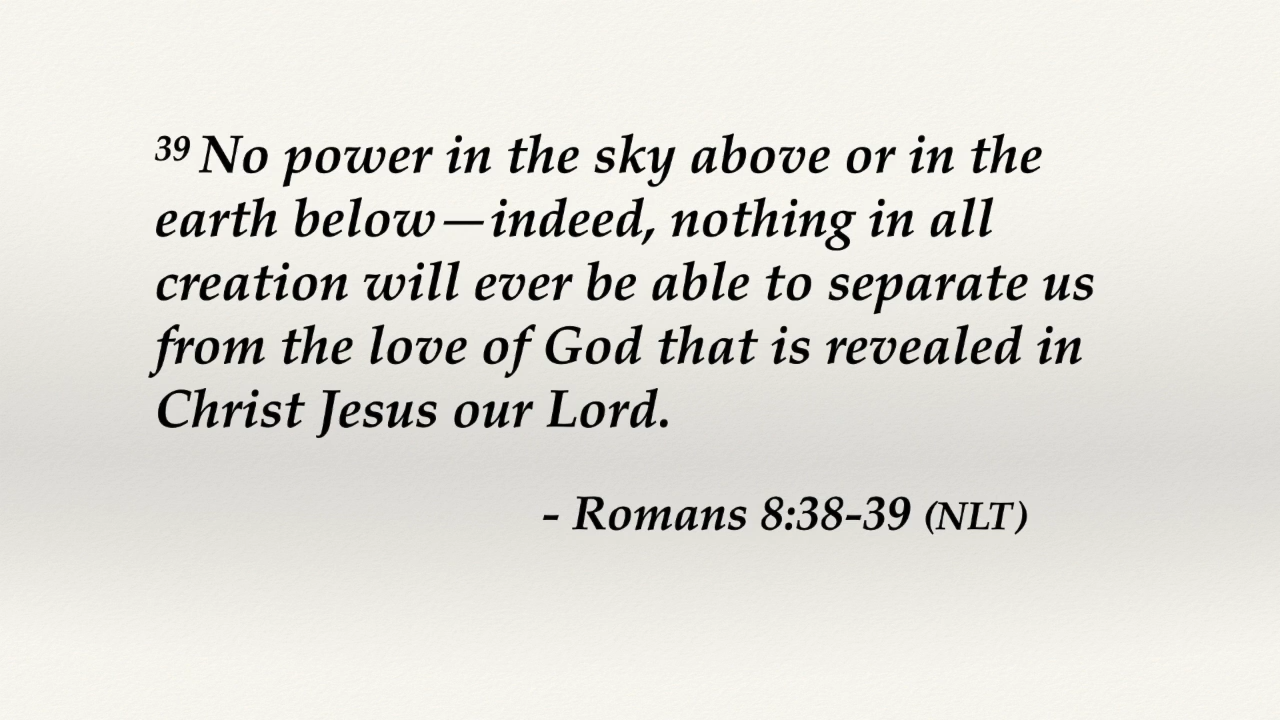 39 No power in the sky above or in the
earth below—indeed, nothing in all
creation will ever be able to separate us
from the love of God that is revealed in
Christ Jesus our Lord.
- Romans 8:38-39 (NLT)